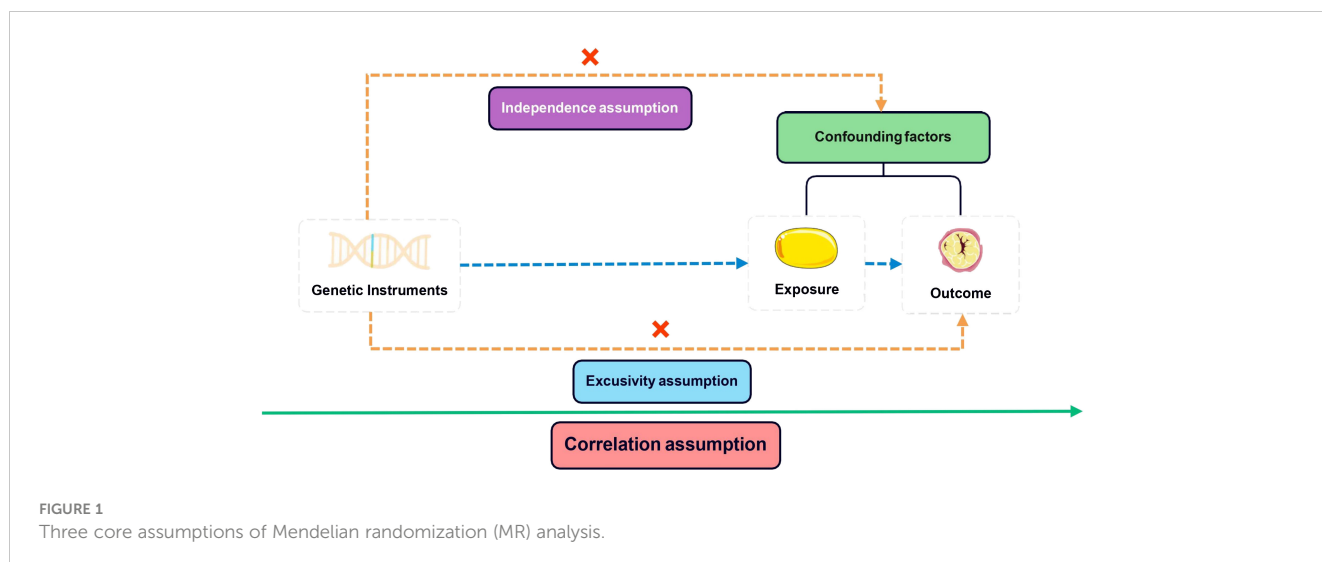 Independence assumption
Confounding factors
Genetic Instruments
Exposure
Outcome
Excusivity assumption
Correlation assumption
FIGURE 1
Three core assumptions of Mendelian randomization (MR) analysis.